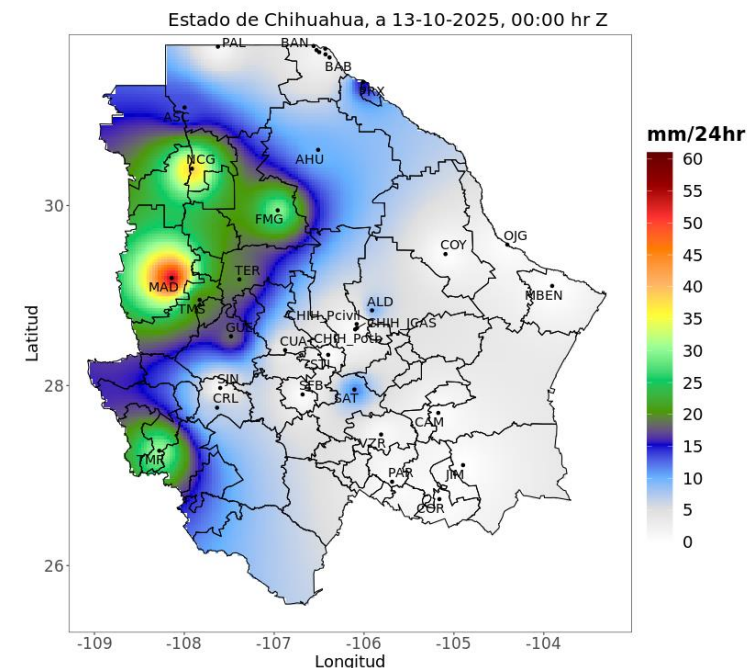 Estado de Chihuahua, a 13-10-2025, 00:00 hr Z
PAL
BAN
BAB
PRX
ASC
NCG
AHU
FMG
COY
OJG
MBEN
MAD
TER
TMS
GUE
ALD
CHIH_Pcivil
CHIH_JCAS
CUA
CHIH_Potb
SIN
CRL
SFB
SAT
CAM
VZR
TMR
PAR
JIM
COR
30
28
26
-109
-108
-107
-106
-105
-104
Longitud
Latitud
mm/24hr
60
55
50
45
40
35
30
25
20
15
10
5
0